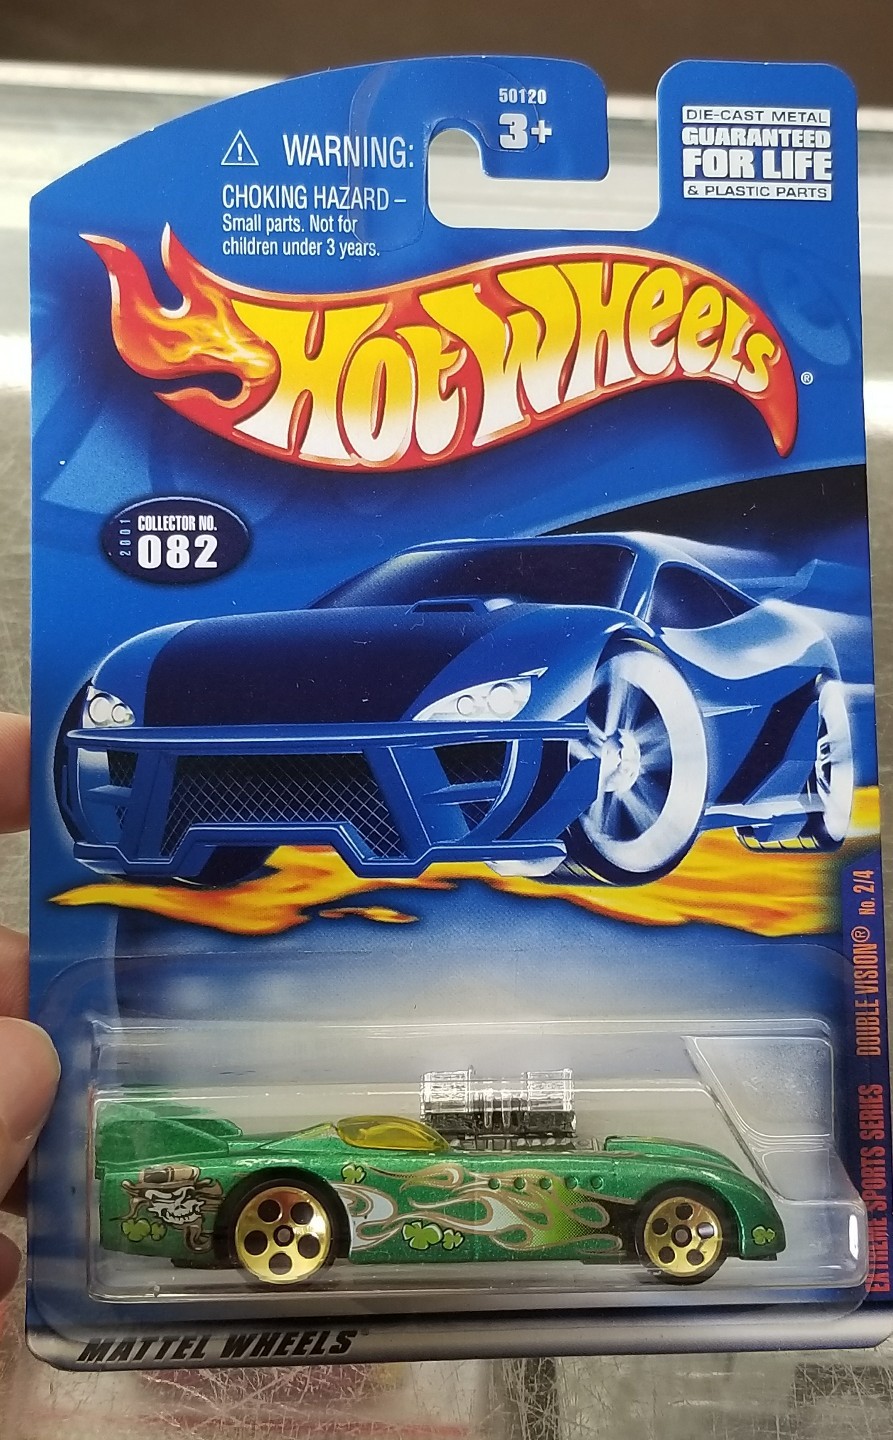 50120
3+
WARNING:
CHOKING HAZARD –
Small parts. Not for
children under 3 years.
DIE-CAST METAL
GUARANTEED
FOR LIFE
& PLASTIC PARTS
HOT WHEELS®
2001
COLLECTOR NO.
082
EXTREME SPORTS SERIES DOUBLE VISION® No. 2/4
MATTEL WHEELS™